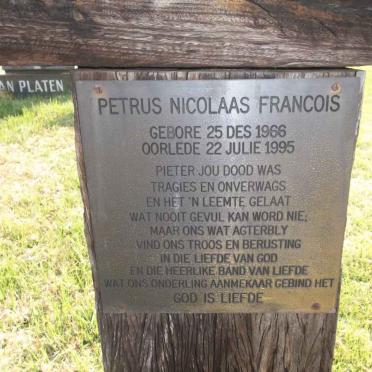 AN PLATEN
PETRUS NICOLAAS FRANCOIS
GEBORE 25 DES 1966
OORLEDE 22 JULIE 1995
PIETER JOU DOOD WAS
TRAGIES EN ONVERWAGS
EN HET 'N LEEMTE GELAAT
WAT NOOIT GEVUL KAN WORD NIE;
MAAR ONS WAT AGTERBLY
VIND ONS TROOS EN BERUSTING
IN DIE LIEFDE VAN GOD
EN DIE HEERLIKE BAND VAN LIEFDE
WAT ONS ONDERLING AANMEKAAR GEBIND HET
GOD IS LIEFDE